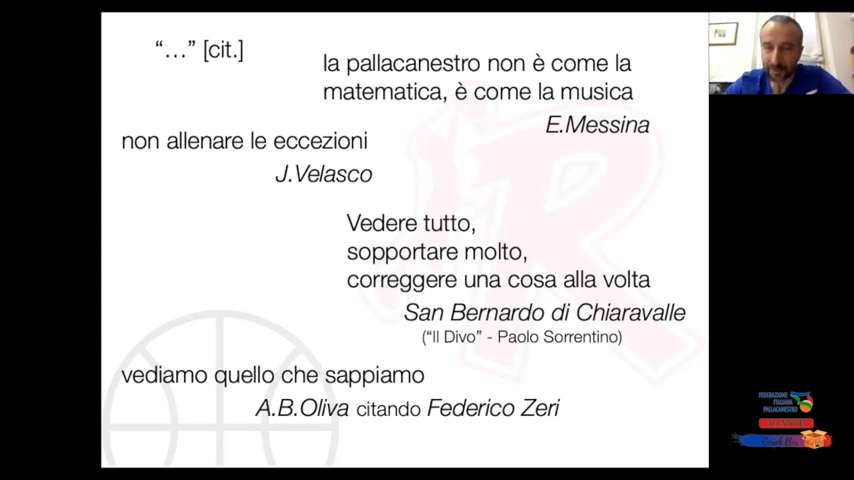 “…” [cit.]
la pallacanestro non è come la
matematica, è come la musica
E.Messina
non allenare le eccezioni
J.Velasco
Vedere tutto,
sopportare molto,
correggere una cosa alla volta
San Bernardo di Chiaravalle
(“Il Divo” - Paolo Sorrentino)
vediamo quello che sappiamo
A.B.Oliva citando Federico Zeri
FEDERAZIONE
ITALIANA
PALLACANESTRO
Coach Box